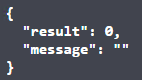 {
  "result": 0,
  "message": ""
}